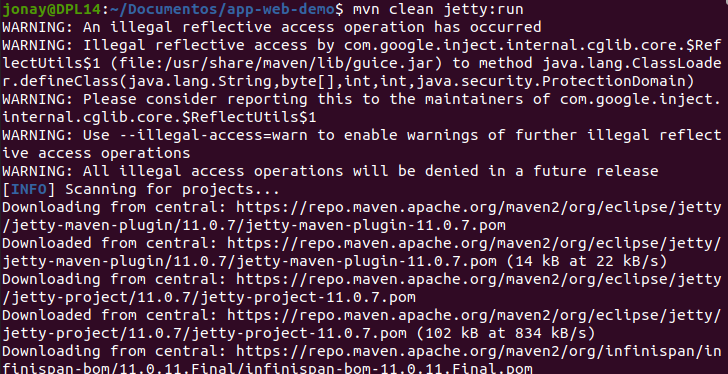 jonay@DPL14:~/Documentos/app-web-demo$ mvn clean jetty:run
WARNING: An illegal reflective access operation has occurred
WARNING: Illegal reflective access by com.google.inject.internal.cglib.core.$Ref
lectUtils$1 (file:/usr/share/maven/lib/guice.jar) to method java.lang.ClassLoade
r.defineClass(java.lang.String,byte[],int,int,java.security.ProtectionDomain)
WARNING: Please consider reporting this to the maintainers of com.google.inject.
internal.cglib.core.$ReflectUtils$1
WARNING: Use --illegal-access=warn to enable warnings of further illegal reflect
ive access operations
WARNING: All illegal access operations will be denied in a future release
[INFO] Scanning for projects...
Downloading from central: https://repo.maven.apache.org/maven2/org/eclipse/jetty
/jetty-maven-plugin/11.0.7/jetty-maven-plugin-11.0.7.pom
Downloaded from central: https://repo.maven.apache.org/maven2/org/eclipse/jetty/
jetty-maven-plugin/11.0.7/jetty-maven-plugin-11.0.7.pom (14 kB at 22 kB/s)
Downloading from central: https://repo.maven.apache.org/maven2/org/eclipse/jetty
/jetty-project/11.0.7/jetty-project-11.0.7.pom
Downloaded from central: https://repo.maven.apache.org/maven2/org/eclipse/jetty/
jetty-project/11.0.7/jetty-project-11.0.7.pom (102 kB at 834 kB/s)
Downloading from central: https://repo.maven.apache.org/maven2/org/infinispan/in
finispan-bom/11.0.11.Final/infinispan-bom-11.0.11.Final.pom